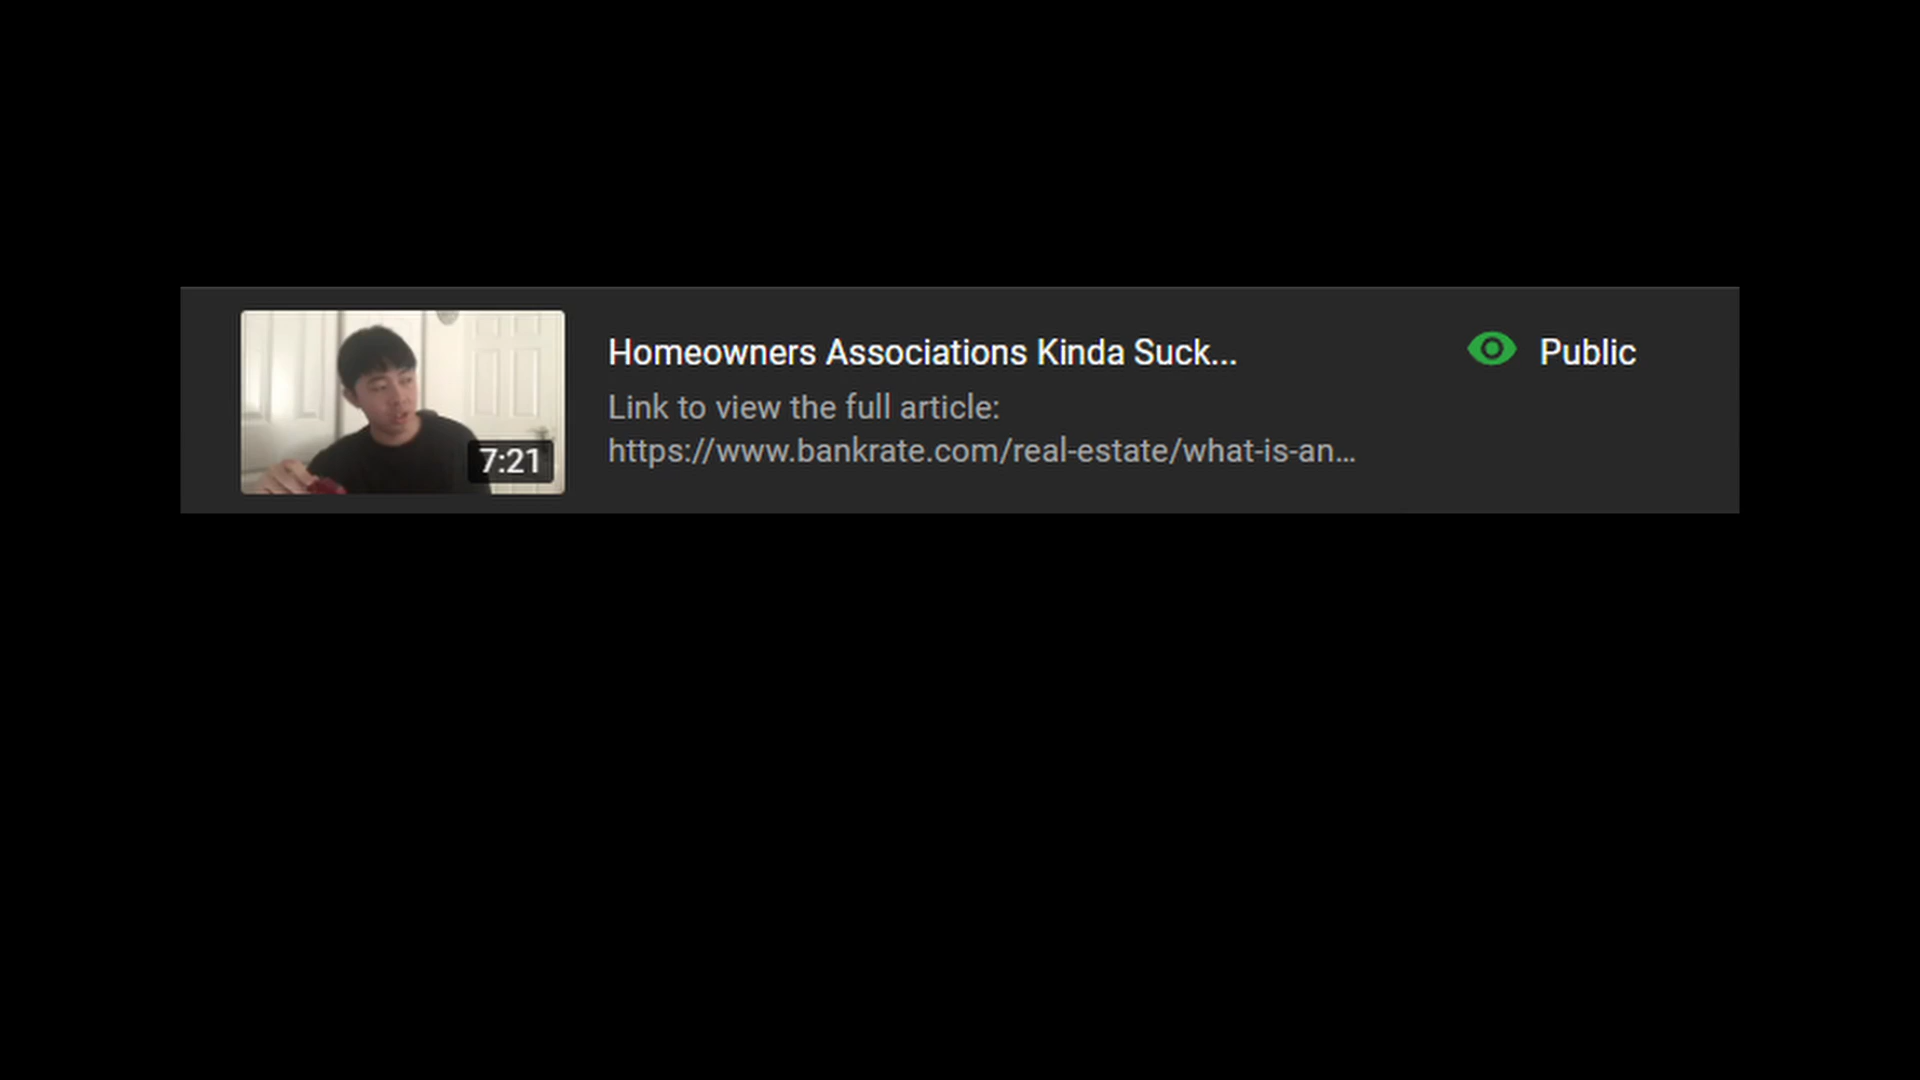 Homeowners Associations Kinda Suck...
Public
Link to view the full article:
https://www.bankrate.com/real-estate/what-is-an...
7:21